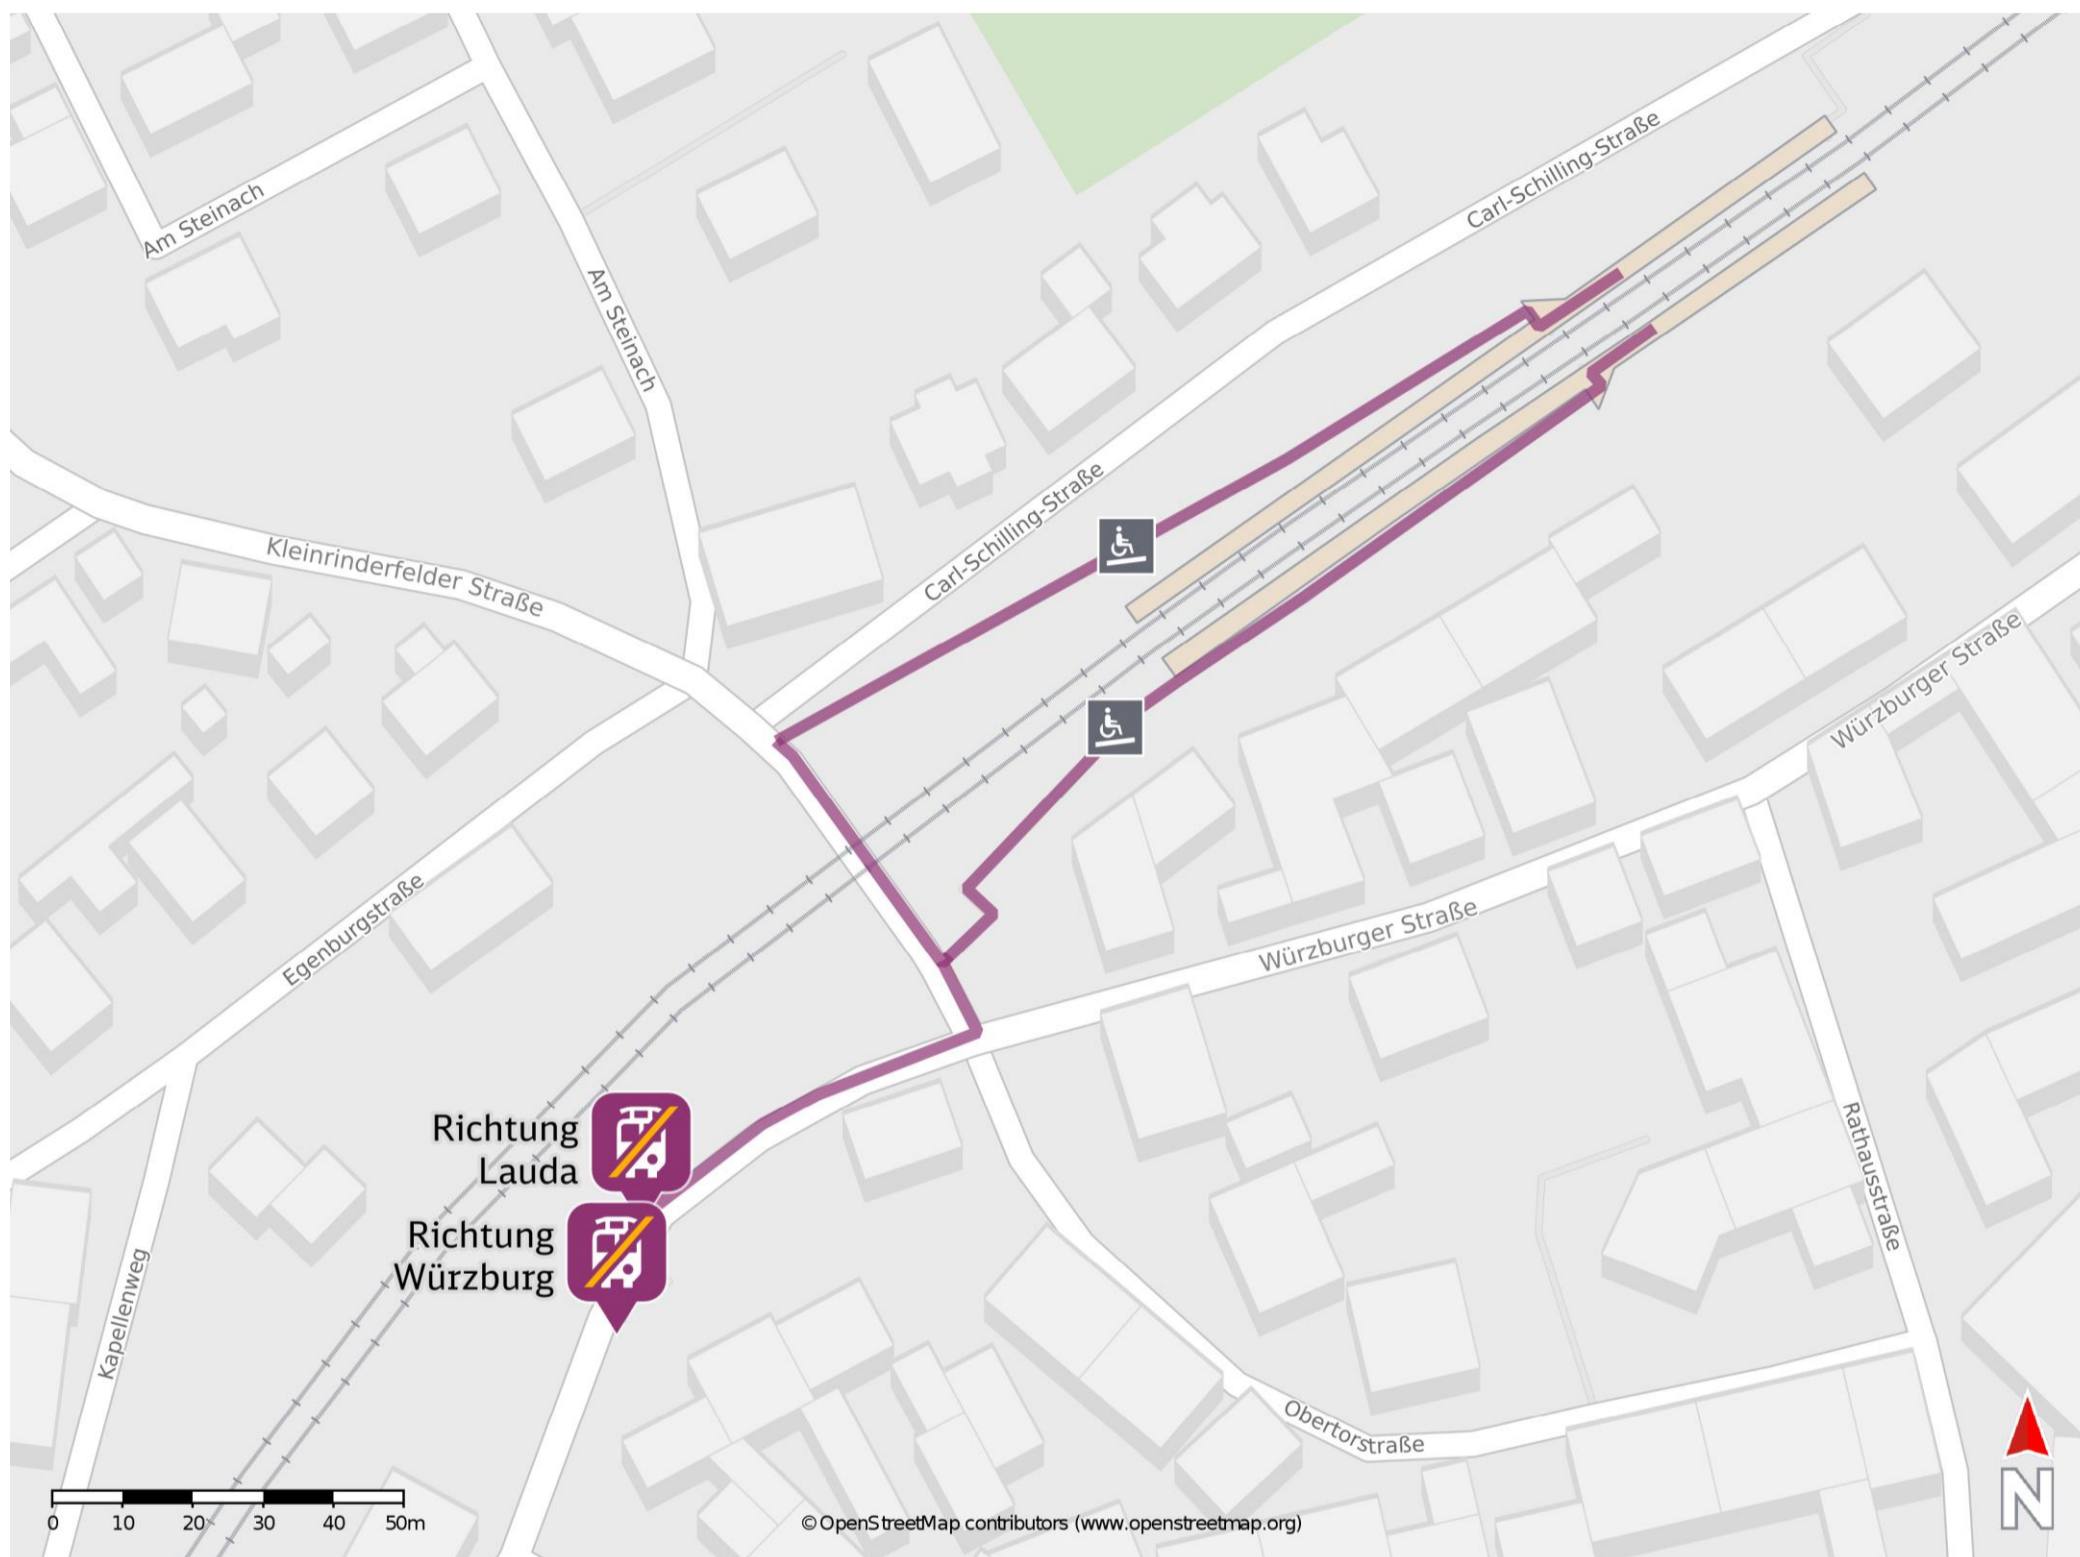 Carl-Schilling-Straße
Am Steinach
Am Steinach
Carl-Schilling-Straße
Kleinrinderfelder Straße
Würzburger Straße
Egenburgstraße
Würzburger Straße
Richtung
Lauda
Richtung
Würzburg
Rathausstraße
Kapellenweg
Obertorstraße
0 10 20 30 40 50m
©OpenStreetMap contributors (www.openstreetmap.org)
N